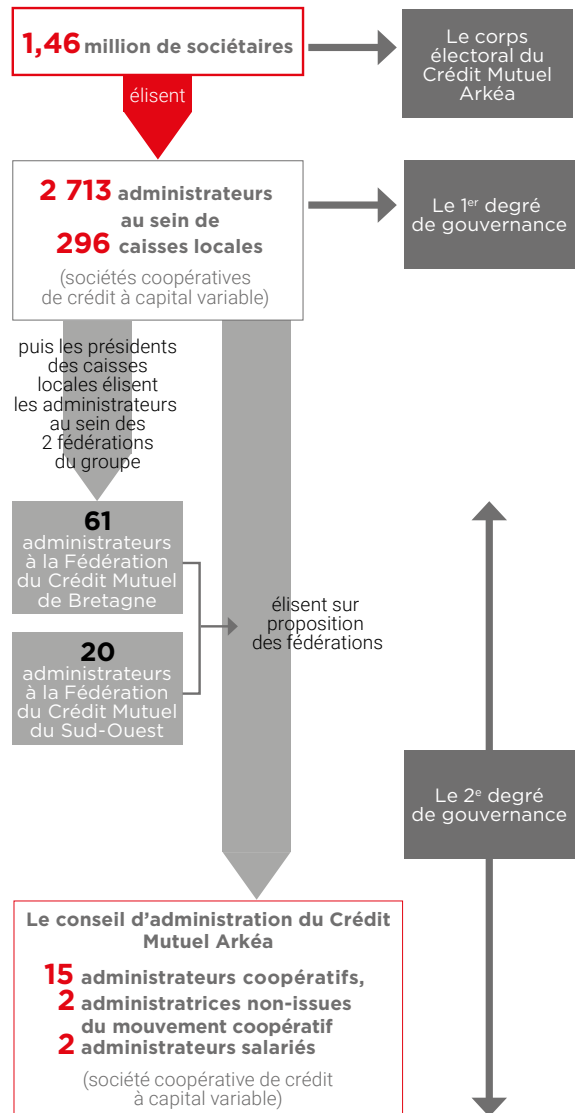 1,46 million de sociétaires
Le corps
électoral du
Crédit Mutuel
Arkéa
élisent
2 713 administrateurs
au sein de
296 caisses locales
(sociétés coopératives
de crédit à capital variable)
Le 1er degré
de gouvernance
puis les présidents
des caisses
locales élisent
les administrateurs
au sein des
2 fédérations
du groupe
61
administrateurs
à la Fédération
du Crédit Mutuel
de Bretagne
élisent sur
proposition
des fédérations
20
administrateurs
à la Fédération
du Crédit Mutuel
du Sud-Ouest
Le 2e degré
de gouvernance
Le conseil d'administration du Crédit
Mutuel Arkéa
15 administrateurs coopératifs,
2 administratrices non-issues
du mouvement coopératif
2 administrateurs salariés
(société coopérative de crédit
à capital variable)